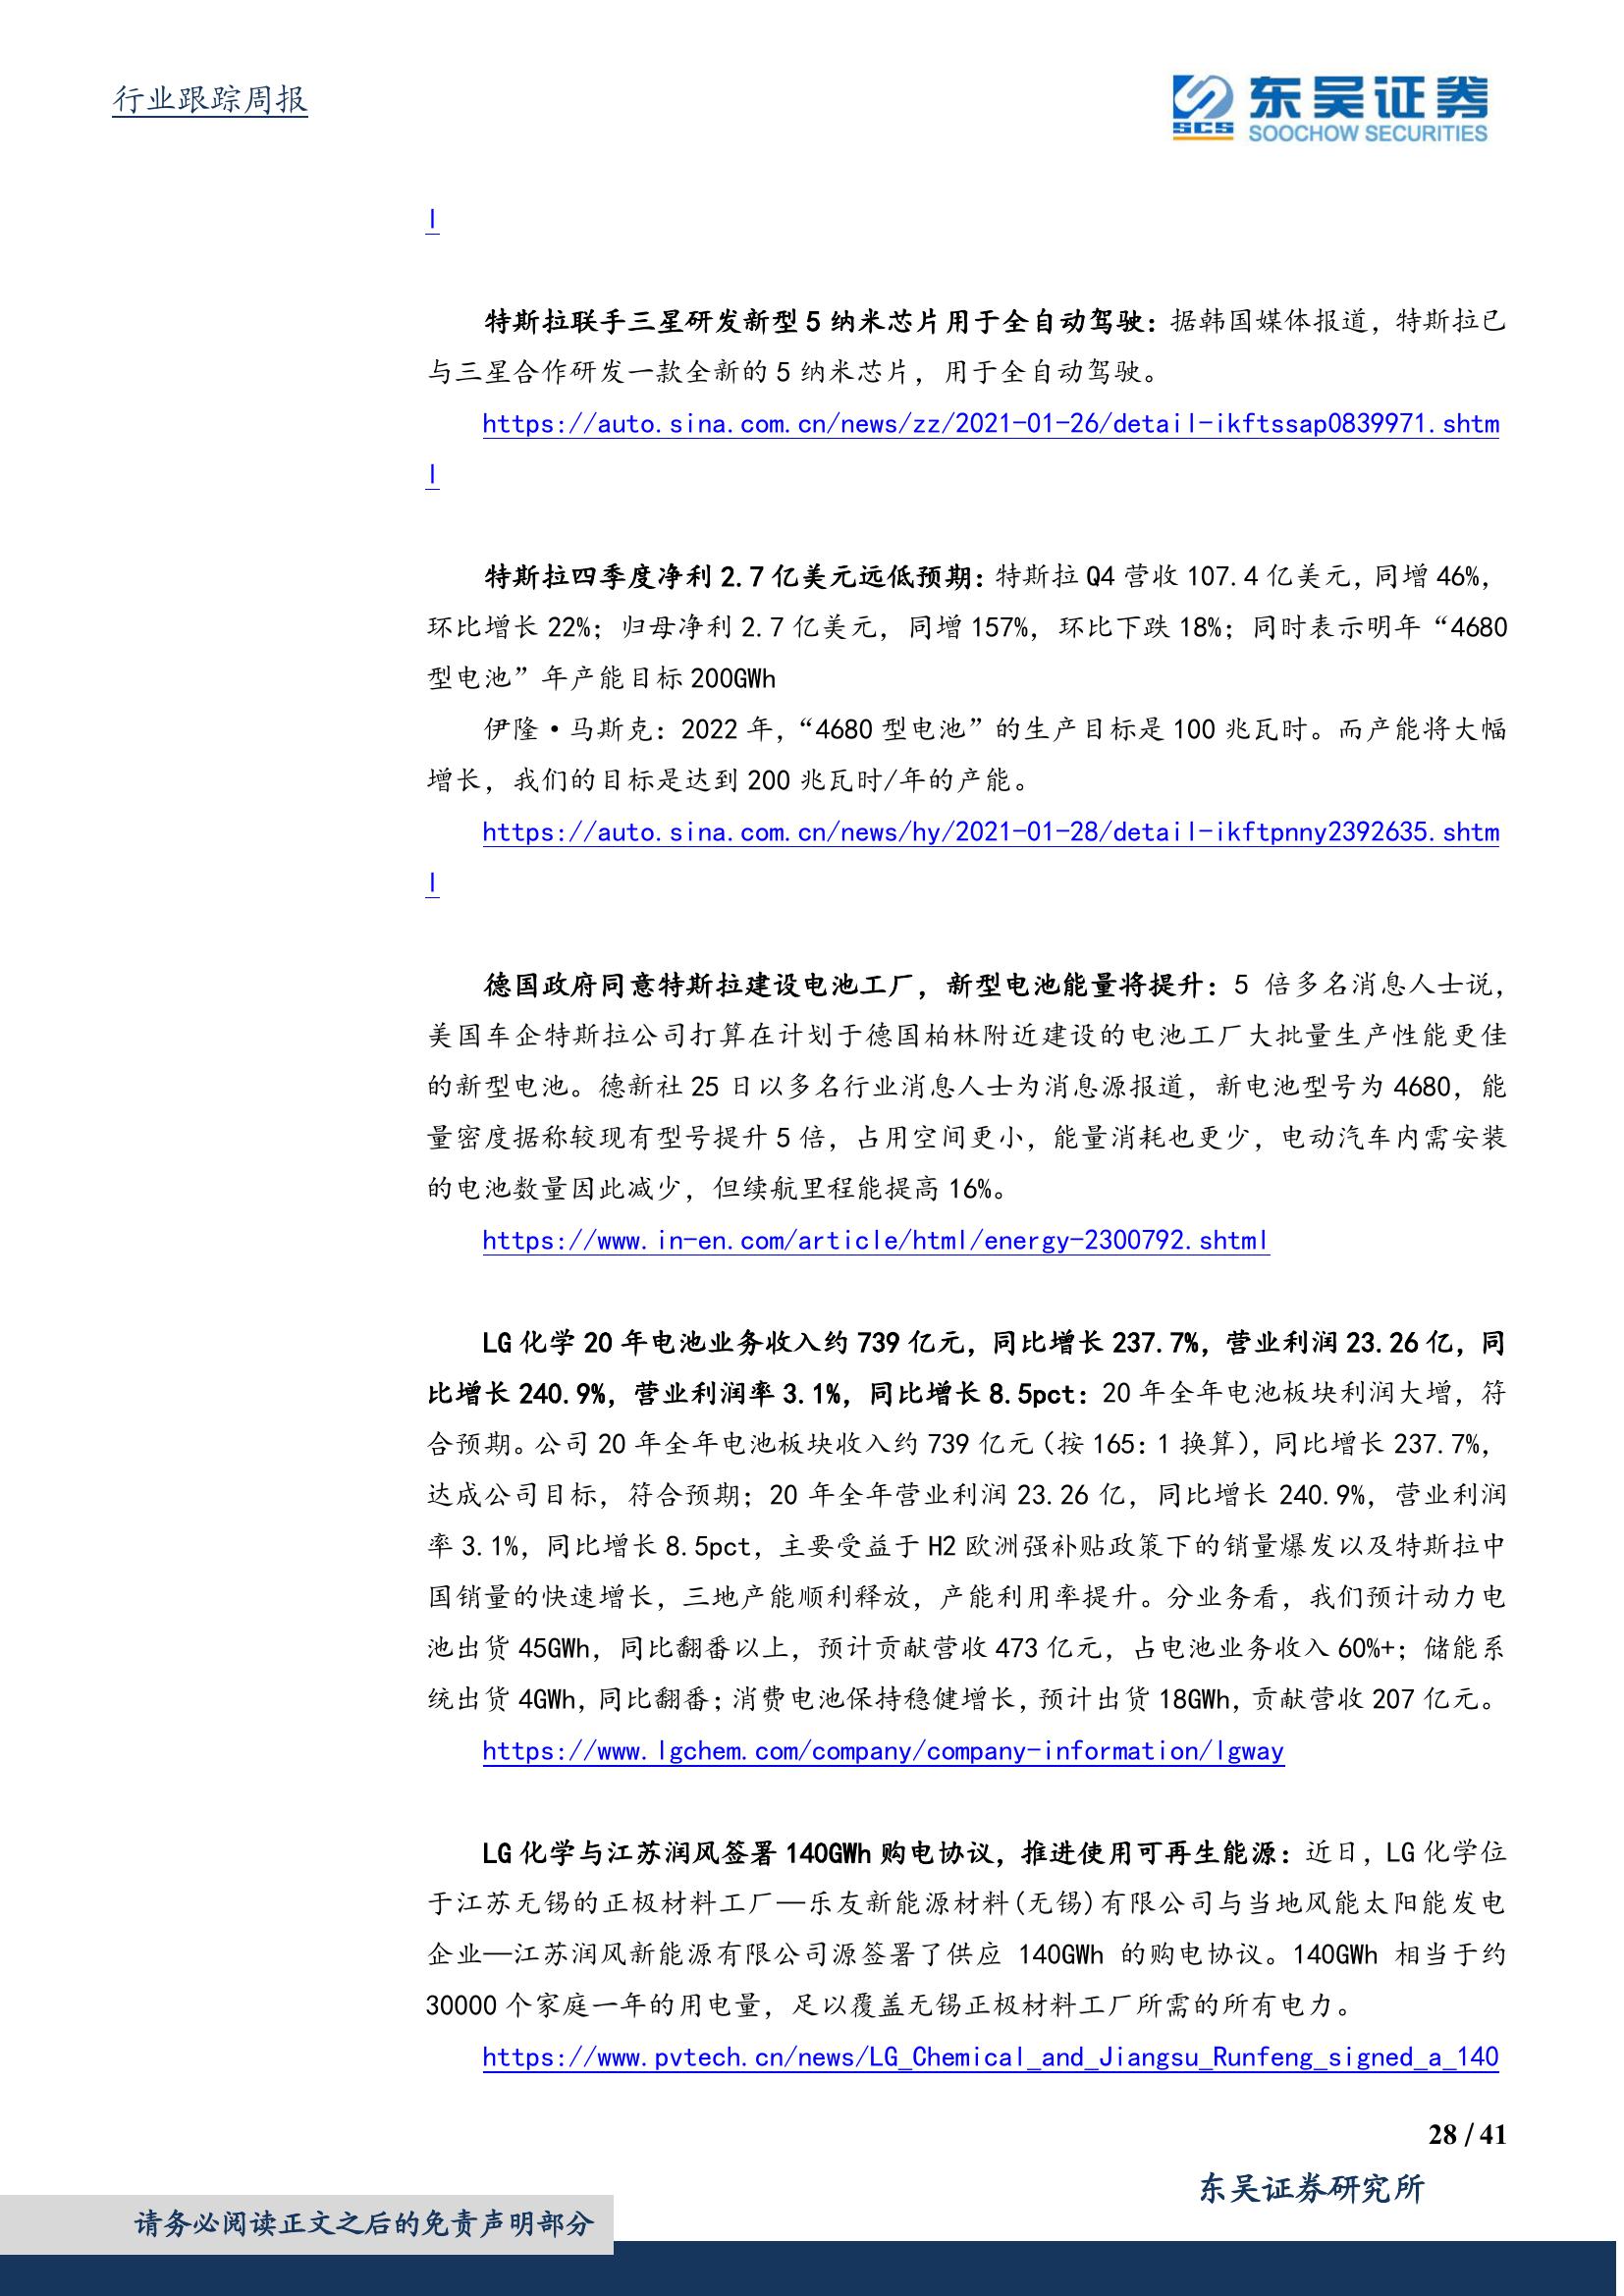 行业跟踪周报
SCS
东吴证券
SOOCHOW SECURITIES
l
特斯拉联手三星研发新型 5 纳米芯片用于全自动驾驶：据韩国媒体报道，特斯拉已
与三星合作研发一款全新的 5 纳米芯片，用于全自动驾驶。
https://auto.sina.com.cn/news/zz/2021-01-26/detail-ikftssap0839971.shtm
l
特斯拉四季度净利 2.7 亿美元远低预期：特斯拉 Q4 营收 107.4 亿美元，同增 46%，
环比增长 22%；归母净利 2.7 亿美元，同增 157%，环比下跌 18%；同时表示明年“4680
型电池”年产能目标 200GWh
伊隆·马斯克：2022 年，“4680 型电池”的生产目标是 100 兆瓦时。而产能将大幅
增长，我们的目标是达到 200 兆瓦时/年的产能。
https://auto.sina.com.cn/news/hy/2021-01-28/detail-ikftpnny2392635.shtm
l
德国政府同意特斯拉建设电池工厂，新型电池能量将提升：5 倍多名消息人士说，
美国车企特斯拉公司打算在计划于德国柏林附近建设的电池工厂大批量生产性能更佳
的新型电池。德新社 25 日以多名行业消息人士为消息源报道，新电池型号为 4680，能
量密度据称较现有型号提升 5 倍，占用空间更小，能量消耗也更少，电动汽车内需安装
的电池数量因此减少，但续航里程能提高 16%。
https://www.in-en.com/article/html/energy-2300792.shtml
LG 化学 20 年电池业务收入约 739 亿元，同比增长 237.7%，营业利润 23.26 亿，同
比增长 240.9%，营业利润率 3.1%，同比增长 8.5pct：20 年全年电池板块利润大增，符
合预期。公司 20 年全年电池板块收入约 739 亿元（按 165：1 换算），同比增长 237.7%，
达成公司目标，符合预期；20 年全年营业利润 23.26 亿，同比增长 240.9%，营业利润
率 3.1%，同比增长 8.5pct，主要受益于 H2 欧洲强补贴政策下的销量爆发以及特斯拉中
国销量的快速增长，三地产能顺利释放，产能利用率提升。分业务看，我们预计动力电
池出货 45GWh，同比翻番以上，预计贡献营收 473 亿元，占电池业务收入 60%+；储能系
统出货 4GWh，同比翻番；消费电池保持稳健增长，预计出货 18GWh，贡献营收 207 亿元。
https://www.lgchem.com/company/company-information/lgway
LG 化学与江苏润风签署 140GWh 购电协议，推进使用可再生能源：近日，LG 化学位
于江苏无锡的正极材料工厂—乐友新能源材料(无锡)有限公司与当地风能太阳能发电
企业—江苏润风新能源有限公司源签署了供应 140GWh 的购电协议。140GWh 相当于约
30000 个家庭一年的用电量，足以覆盖无锡正极材料工厂所需的所有电力。
https://www.pvtech.cn/news/LG_Chemical_and_Jiangsu_Runfeng_signed_a_140
28 / 41
东吴证券研究所
请务必阅读正文之后的免责声明部分